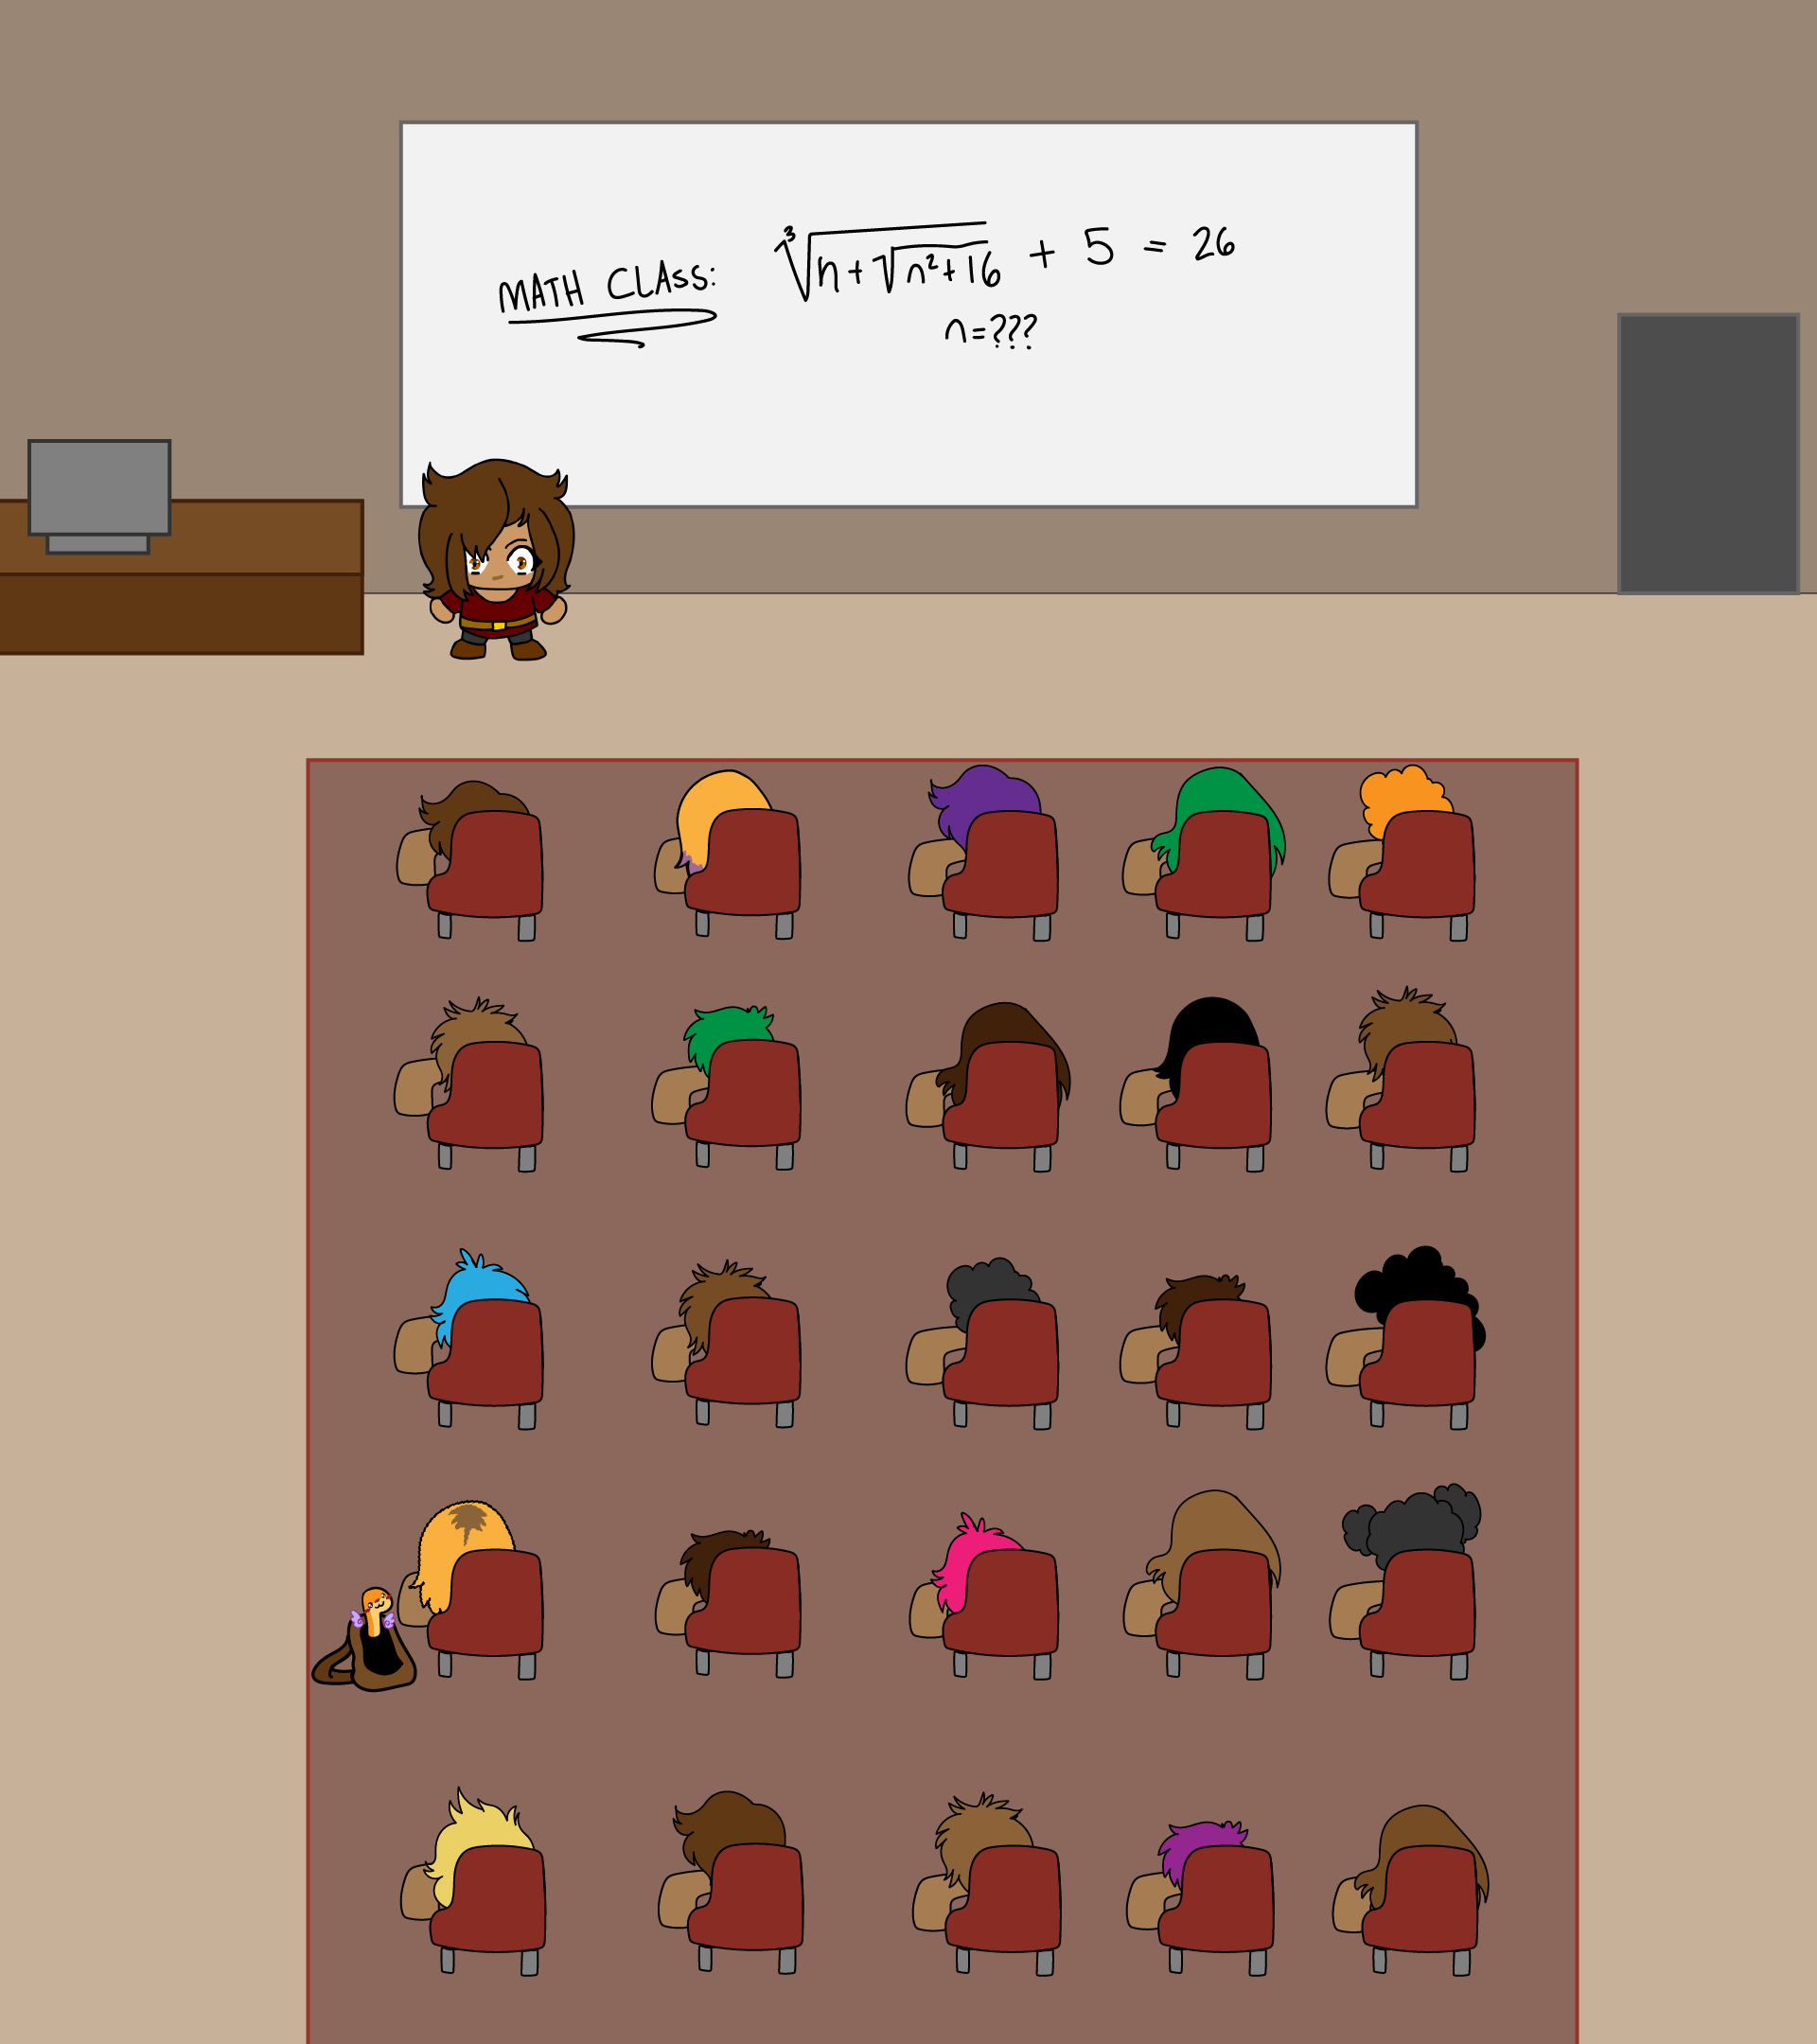 MATH CLASS: ∛(n+√(n²+16)) + 5 = 26
n=???